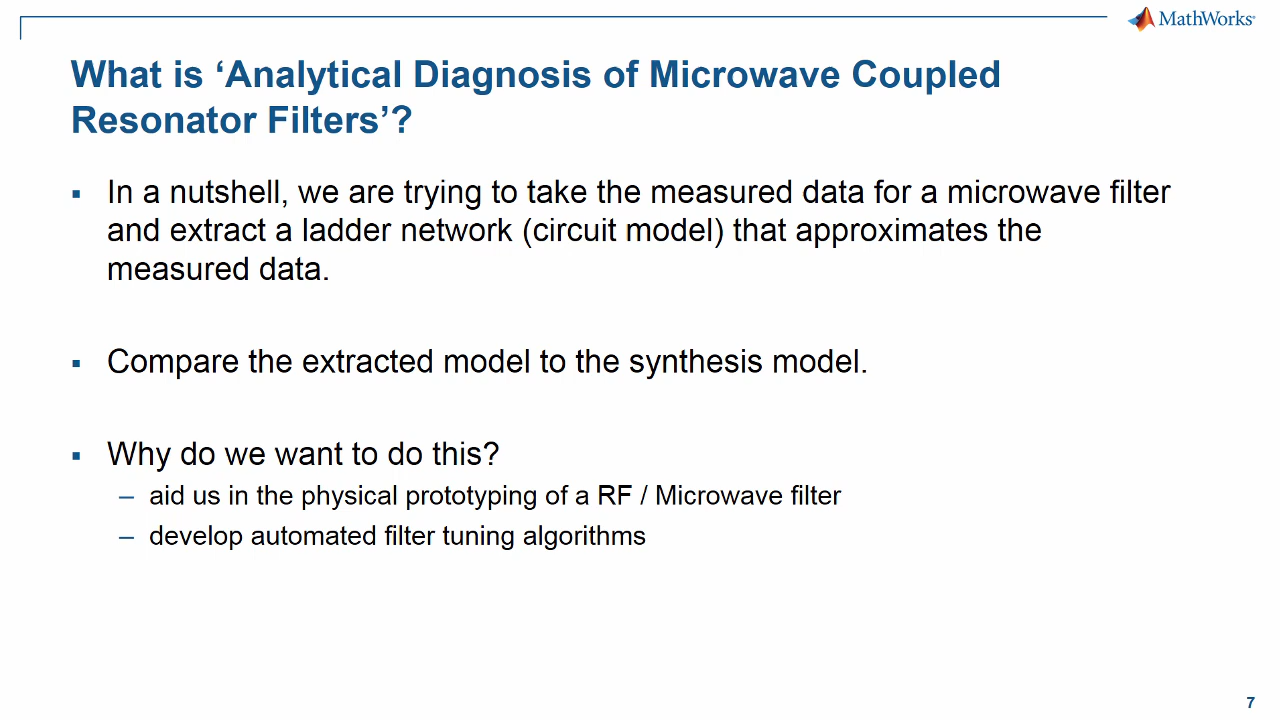 MathWorks
What is ‘Analytical Diagnosis of Microwave Coupled
Resonator Filters’?
▪ In a nutshell, we are trying to take the measured data for a microwave filter
and extract a ladder network (circuit model) that approximates the
measured data.
▪ Compare the extracted model to the synthesis model.
▪ Why do we want to do this?
– aid us in the physical prototyping of a RF / Microwave filter
– develop automated filter tuning algorithms
7